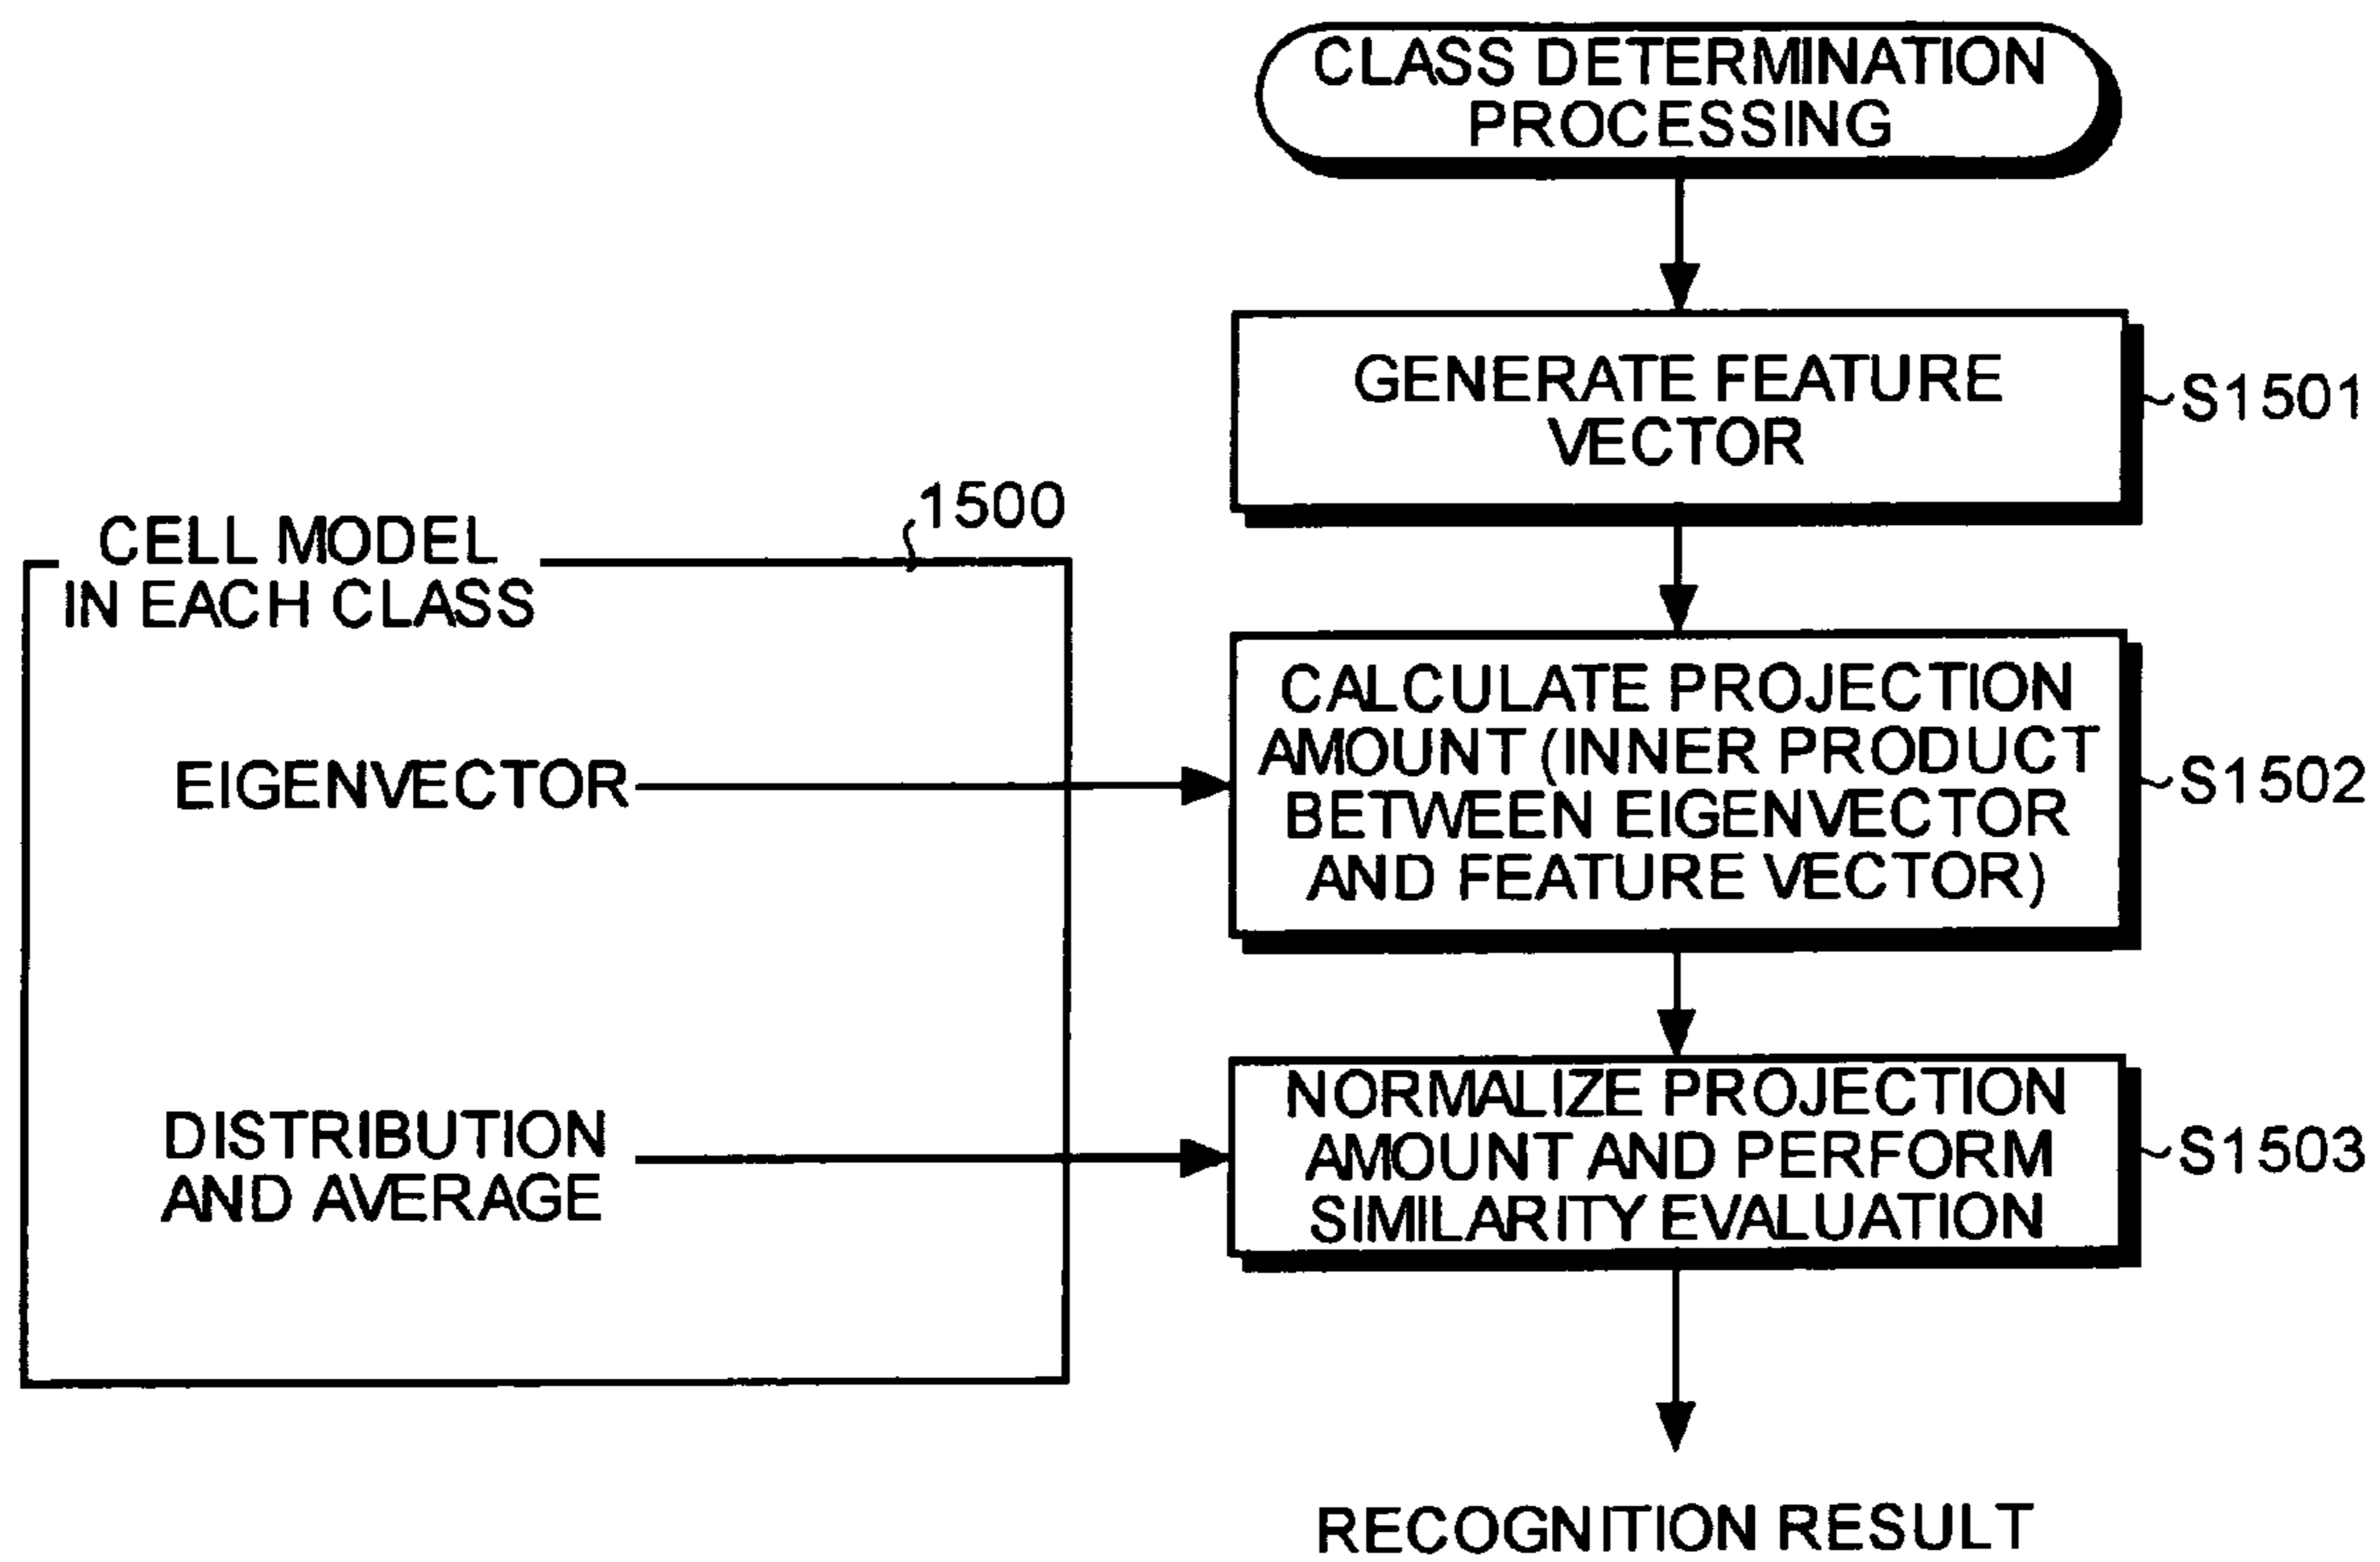 CLASS DETERMINATION
PROCESSING
GENERATE FEATURE
VECTOR
S1501
1500
CELL MODEL
IN EACH CLASS
CALCULATE PROJECTION
AMOUNT (INNER PRODUCT
BETWEEN EIGENVECTOR
AND FEATURE VECTOR)
S1502
EIGENVECTOR
NORMALIZE PROJECTION
AMOUNT AND PERFORM
SIMILARITY EVALUATION
S1503
DISTRIBUTION
AND AVERAGE
RECOGNITION RESULT